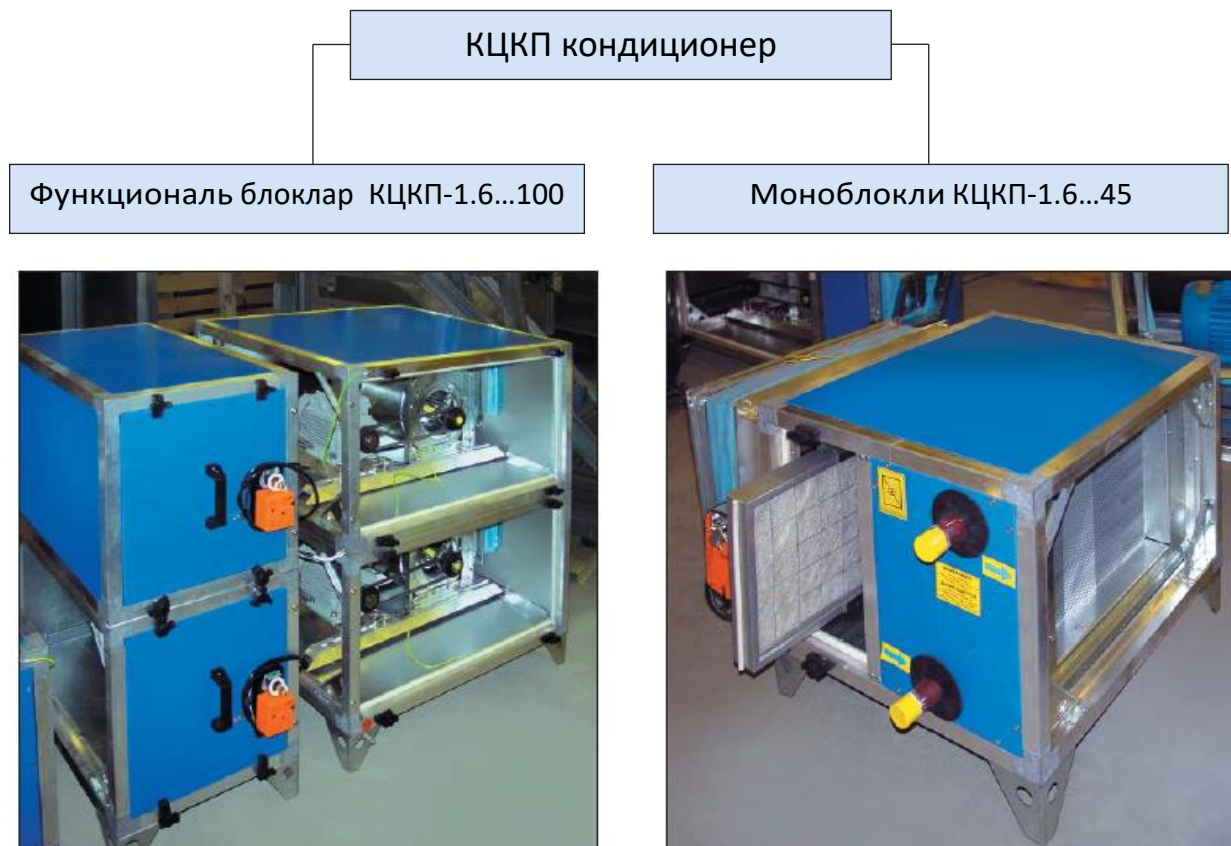 КЦКП кондиционер
Функциональ блоклар КЦКП-1.6...100
Моноблокли КЦКП-1.6...45